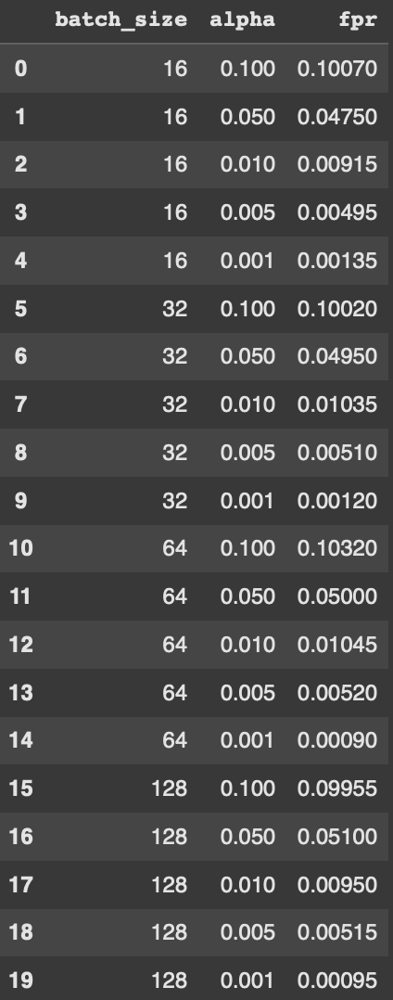 batch_size alpha fpr
0 16 0.100 0.10070
1 16 0.050 0.04750
2 16 0.010 0.00915
3 16 0.005 0.00495
4 16 0.001 0.00135
5 32 0.100 0.10020
6 32 0.050 0.04950
7 32 0.010 0.01035
8 32 0.005 0.00510
9 32 0.001 0.00120
10 64 0.100 0.10320
11 64 0.050 0.05000
12 64 0.010 0.01045
13 64 0.005 0.00520
14 64 0.001 0.00090
15 128 0.100 0.09955
16 128 0.050 0.05100
17 128 0.010 0.00950
18 128 0.005 0.00515
19 128 0.001 0.00095